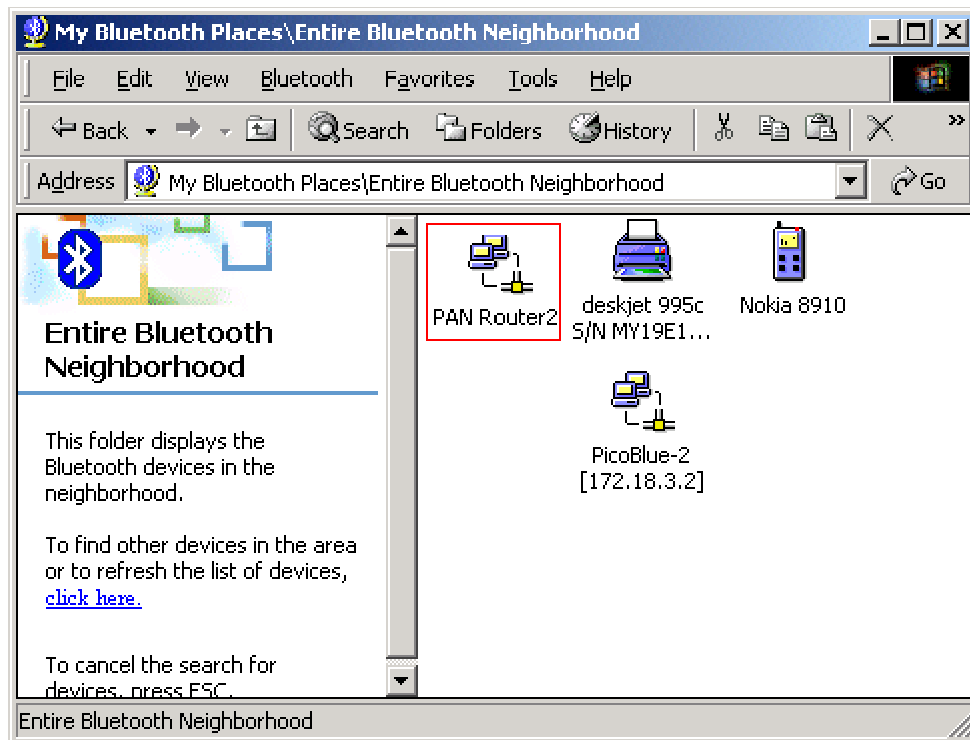 My Bluetooth Places\Entire Bluetooth Neighborhood
File Edit View Bluetooth Favorites Tools Help
Back Search Folders History »
Address My Bluetooth Places\Entire Bluetooth Neighborhood Go
Entire Bluetooth
Neighborhood
This folder displays the
Bluetooth devices in the
neighborhood.
To find other devices in the area
or to refresh the list of devices,
click here.
To cancel the search for
devices, press ESC.
PAN Router2
deskjet 995c
S/N MY19E1...
Nokia 8910
PicoBlue-2
[172.18.3.2]
Entire Bluetooth Neighborhood